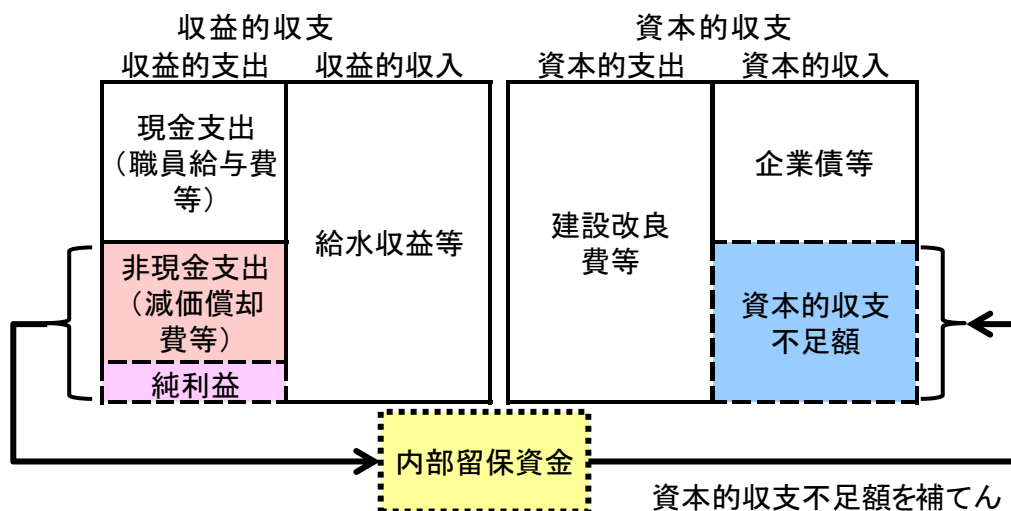 収益的収支
資本的収支
収益的支出
収益的収入
資本的支出
資本的収入
現金支出
（職員給与費
等）
非現金支出
（減価償却
費等）
純利益
給水収益等
建設改良
費等
企業債等
資本的収支
不足額
内部留保資金
資本的収支不足額を補てん